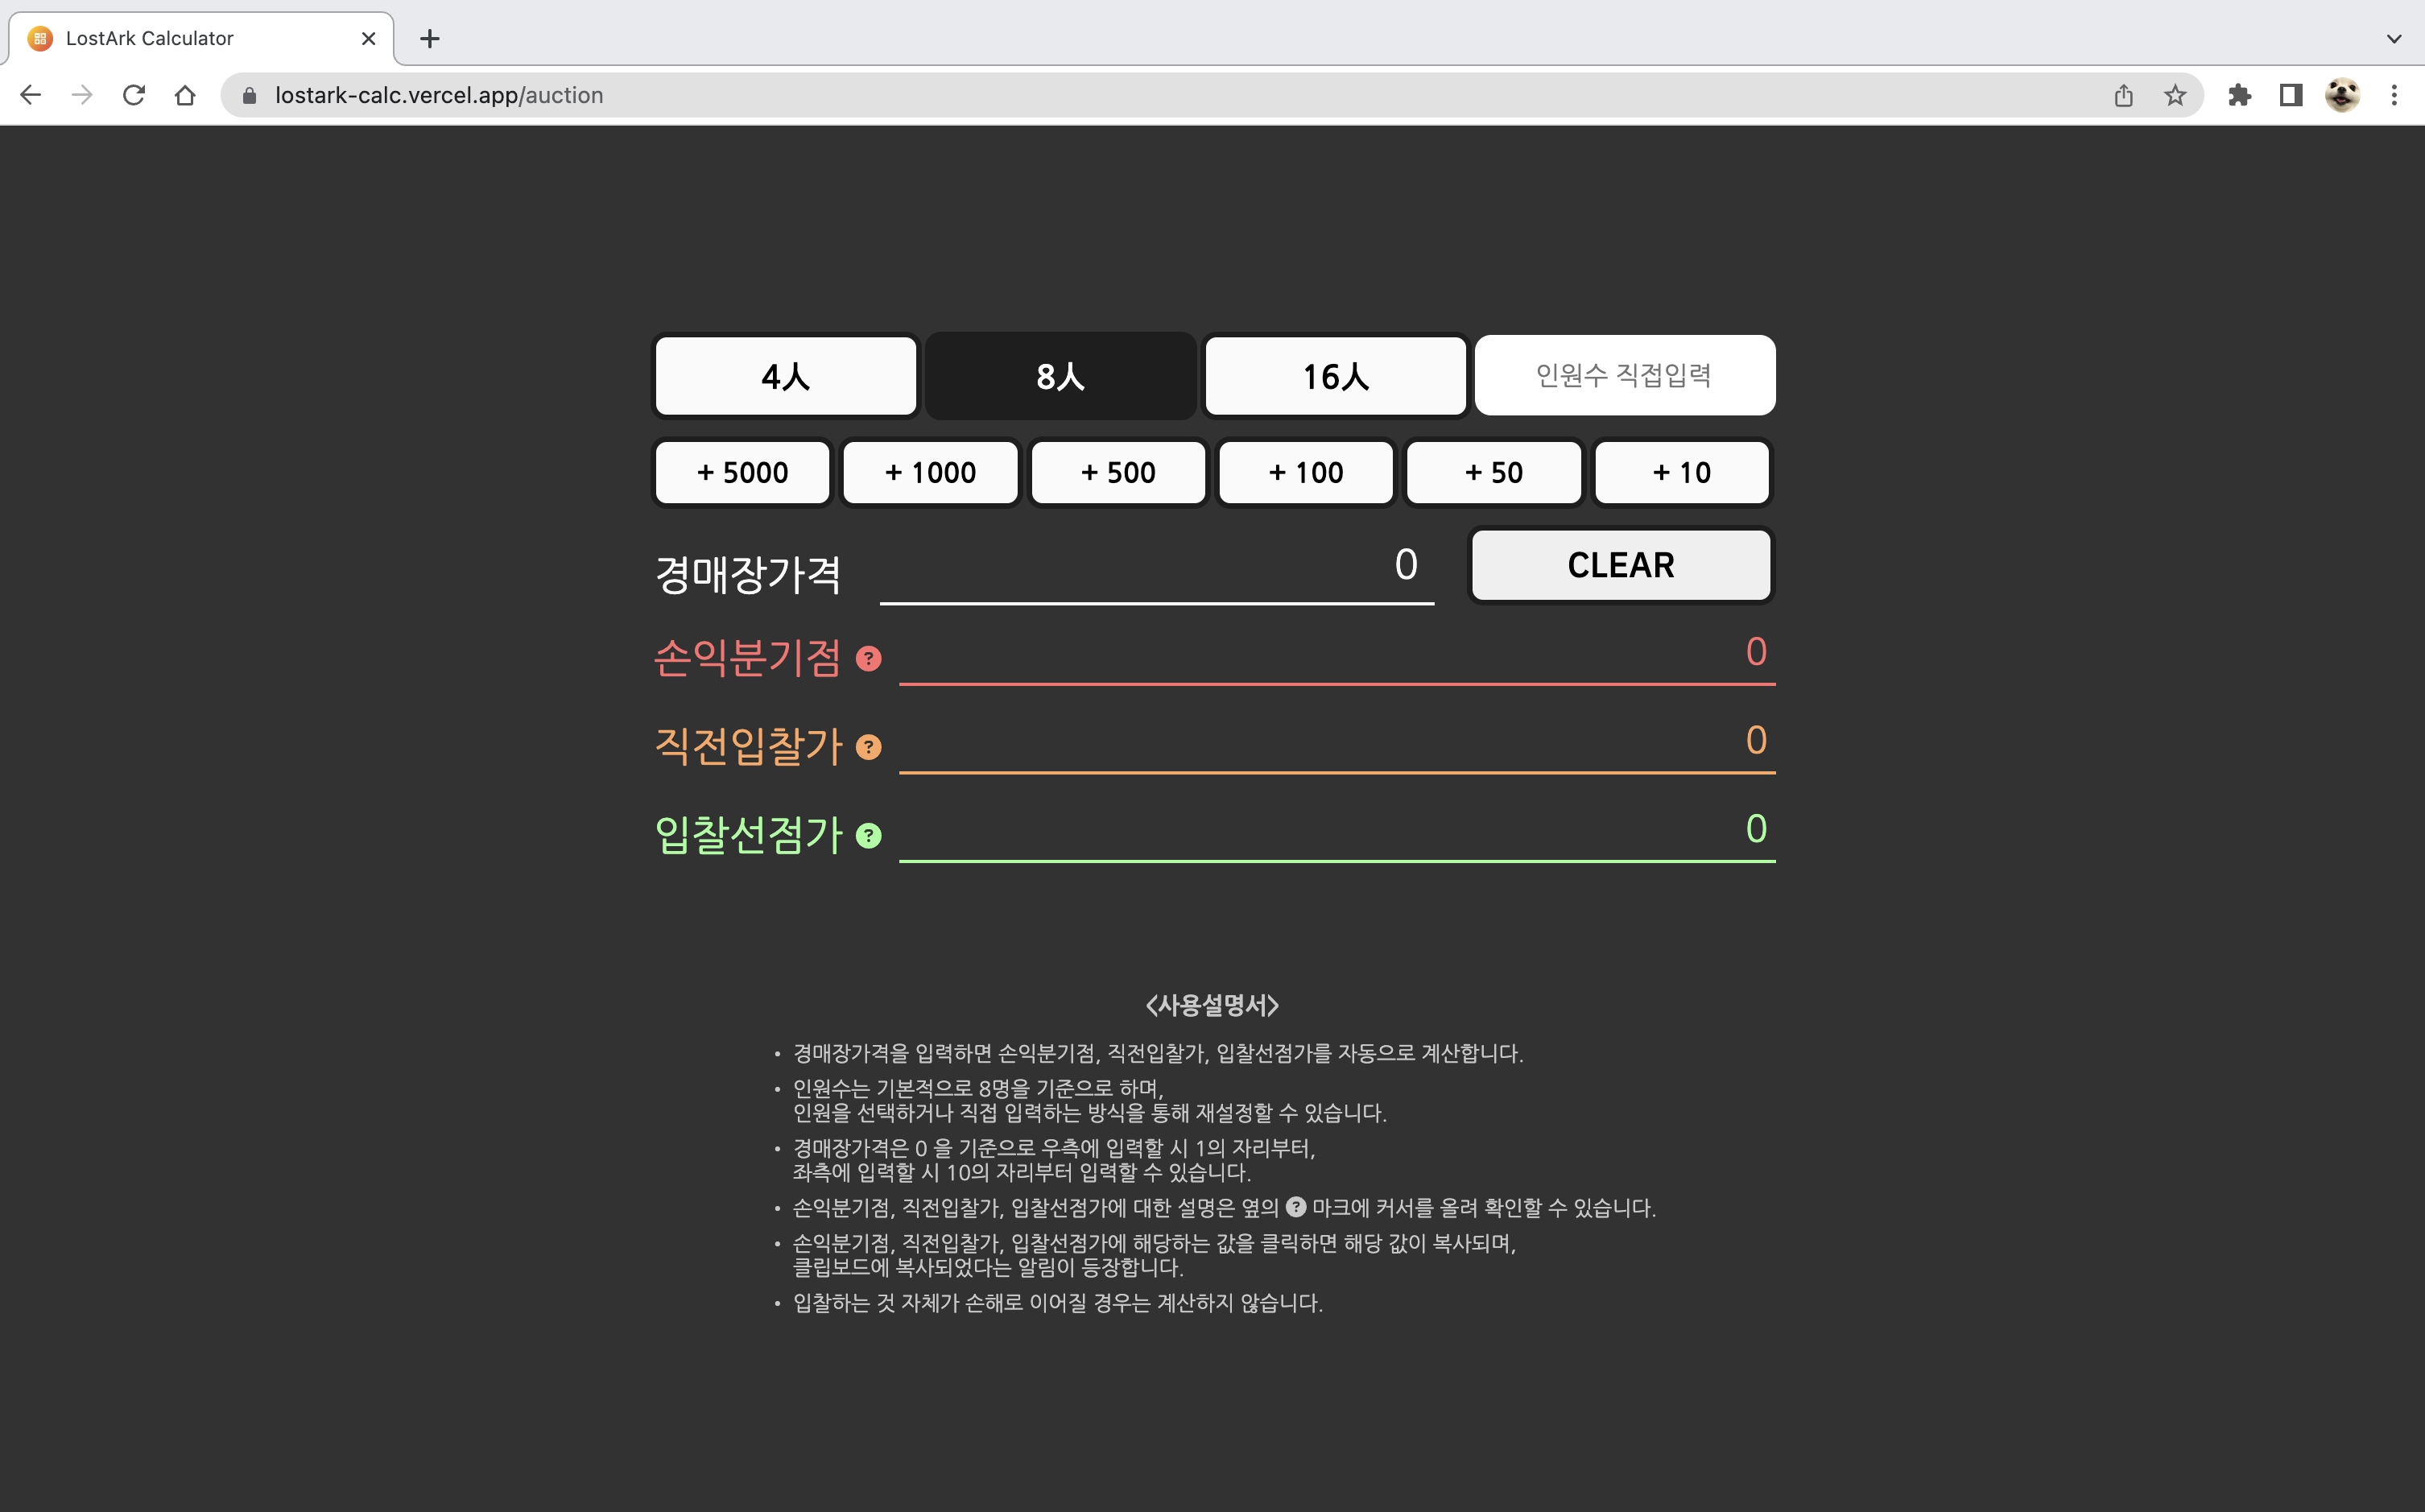 LostArk Calculator
lostark-calc.vercel.app/auction
4人 8人 16人 인원수 직접입력
+ 5000 + 1000 + 500 + 100 + 50 + 10
경매장가격 0 CLEAR
손익분기점 ? 0
직전입찰가 ? 0
입찰선점가 ? 0
<사용설명서>
• 경매장가격을 입력하면 손익분기점, 직전입찰가, 입찰선점가를 자동으로 계산합니다.
• 인원수는 기본적으로 8명을 기준으로 하며,
인원을 선택하거나 직접 입력하는 방식을 통해 재설정할 수 있습니다.
• 경매장가격은 0 을 기준으로 우측에 입력할 시 1의 자리부터,
좌측에 입력할 시 10의 자리부터 입력할 수 있습니다.
• 손익분기점, 직전입찰가, 입찰선점가에 대한 설명은 옆의 ? 마크에 커서를 올려 확인할 수 있습니다.
• 손익분기점, 직전입찰가, 입찰선점가에 해당하는 값을 클릭하면 해당 값이 복사되며,
클립보드에 복사되었다는 알림이 등장합니다.
• 입찰하는 것 자체가 손해로 이어질 경우는 계산하지 않습니다.